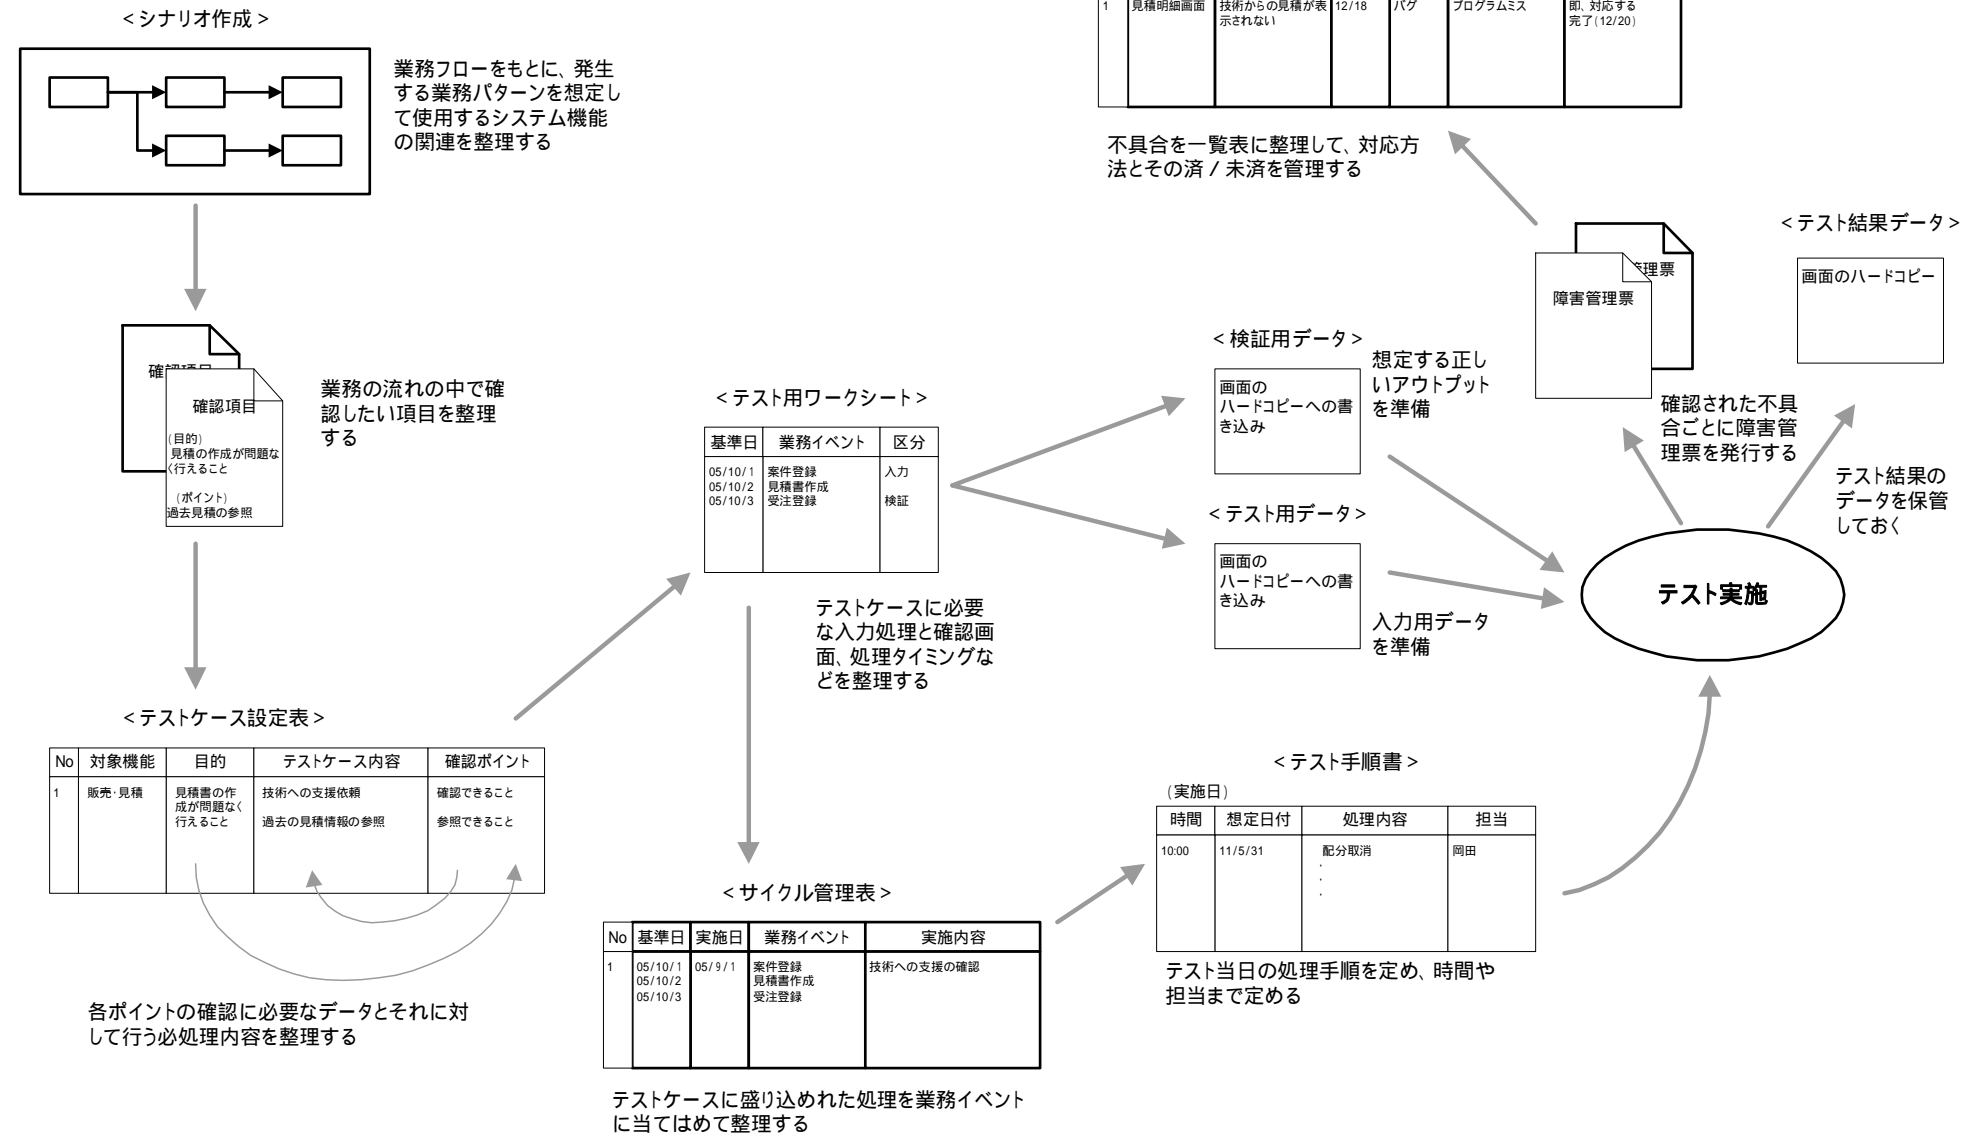 ＜シナリオ作成＞
業務フローをもとに、発生
する業務パターンを想定し
て使用するシステム機能
の関連を整理する
1 見積明細画面 技術からの見積が表 12/18 バグ プログラムミス 即、対応する
示されない 完了(12/20)
不具合を一覧表に整理して、対応方
法とその済／未済を管理する
確認項目
確認項目
(目的)
見積の作成が問題な
く行えること
(ポイント)
過去見積の参照
業務の流れの中で確
認したい項目を整理
する
＜テストケース設定表＞
No 対象機能 目的 テストケース内容 確認ポイント
1 販売・見積 見積書の作 技術への支援依頼 確認できること
成が問題なく
行えること 過去の見積情報の参照 参照できること
各ポイントの確認に必要なデータとそれに対
して行う必処理内容を整理する
＜テスト用ワークシート＞
基準日 業務イベント 区分
05/10/1 案件登録 入力
05/10/2 見積書作成
05/10/3 受注登録 検証
テストケースに必要
な入力処理と確認画
面、処理タイミングな
どを整理する
＜サイクル管理表＞
No 基準日 実施日 業務イベント 実施内容
1 05/10/1 05/9/1 案件登録 技術への支援の確認
05/10/2 見積書作成
05/10/3 受注登録
テストケースに盛り込めれた処理を業務イベント
に当てはめて整理する
＜検証用データ＞
画面の
ハードコピーへの書
き込み
想定する正し
いアウトプット
を準備
＜テスト用データ＞
画面の
ハードコピーへの書
き込み
入力用データ
を準備
＜テスト手順書＞
(実施日)
時間 想定日付 処理内容 担当
10:00 11/5/31 配分取消 岡田
・
・
・
テスト当日の処理手順を定め、時間や
担当まで定める
テスト実施
理票
障害管理票
確認された不具
合ごとに障害管
理票を発行する
＜テスト結果データ＞
画面のハードコピー
テスト結果の
データを保管
しておく